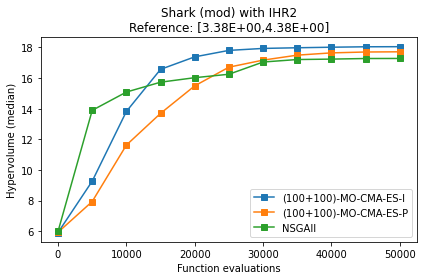 Shark (mod) with IHR2
Reference: [3.38E+00,4.38E+00]
Hypervolume (median)
18
16
14
12
10
8
6
0
10000
20000
30000
40000
50000
Function evaluations
(100+100)-MO-CMA-ES-I
(100+100)-MO-CMA-ES-P
NSGAII